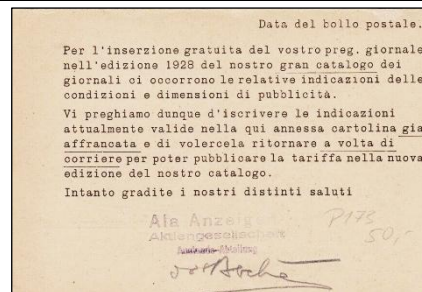 Data del bollo postale.
Per l'inserzione gratuita del vostro preg. giornale
nell'edizione 1928 del nostro gran catalogo dei
giornali ci occorrono le relative indicazioni delle
condizioni e dimensioni di pubblicità.
Vi preghiamo dunque d'iscrivere le indicazioni
attualmente valide nella qui annessa cartolina gia
affrancata e di volercela ritornare a volta di
corriere per poter pubblicare la tariffa nella nuova
edizione del nostro catalogo.
Intanto gradite i nostri distinti saluti
Ala Anzeigen
Aktiengesellschaft
P173
50,-